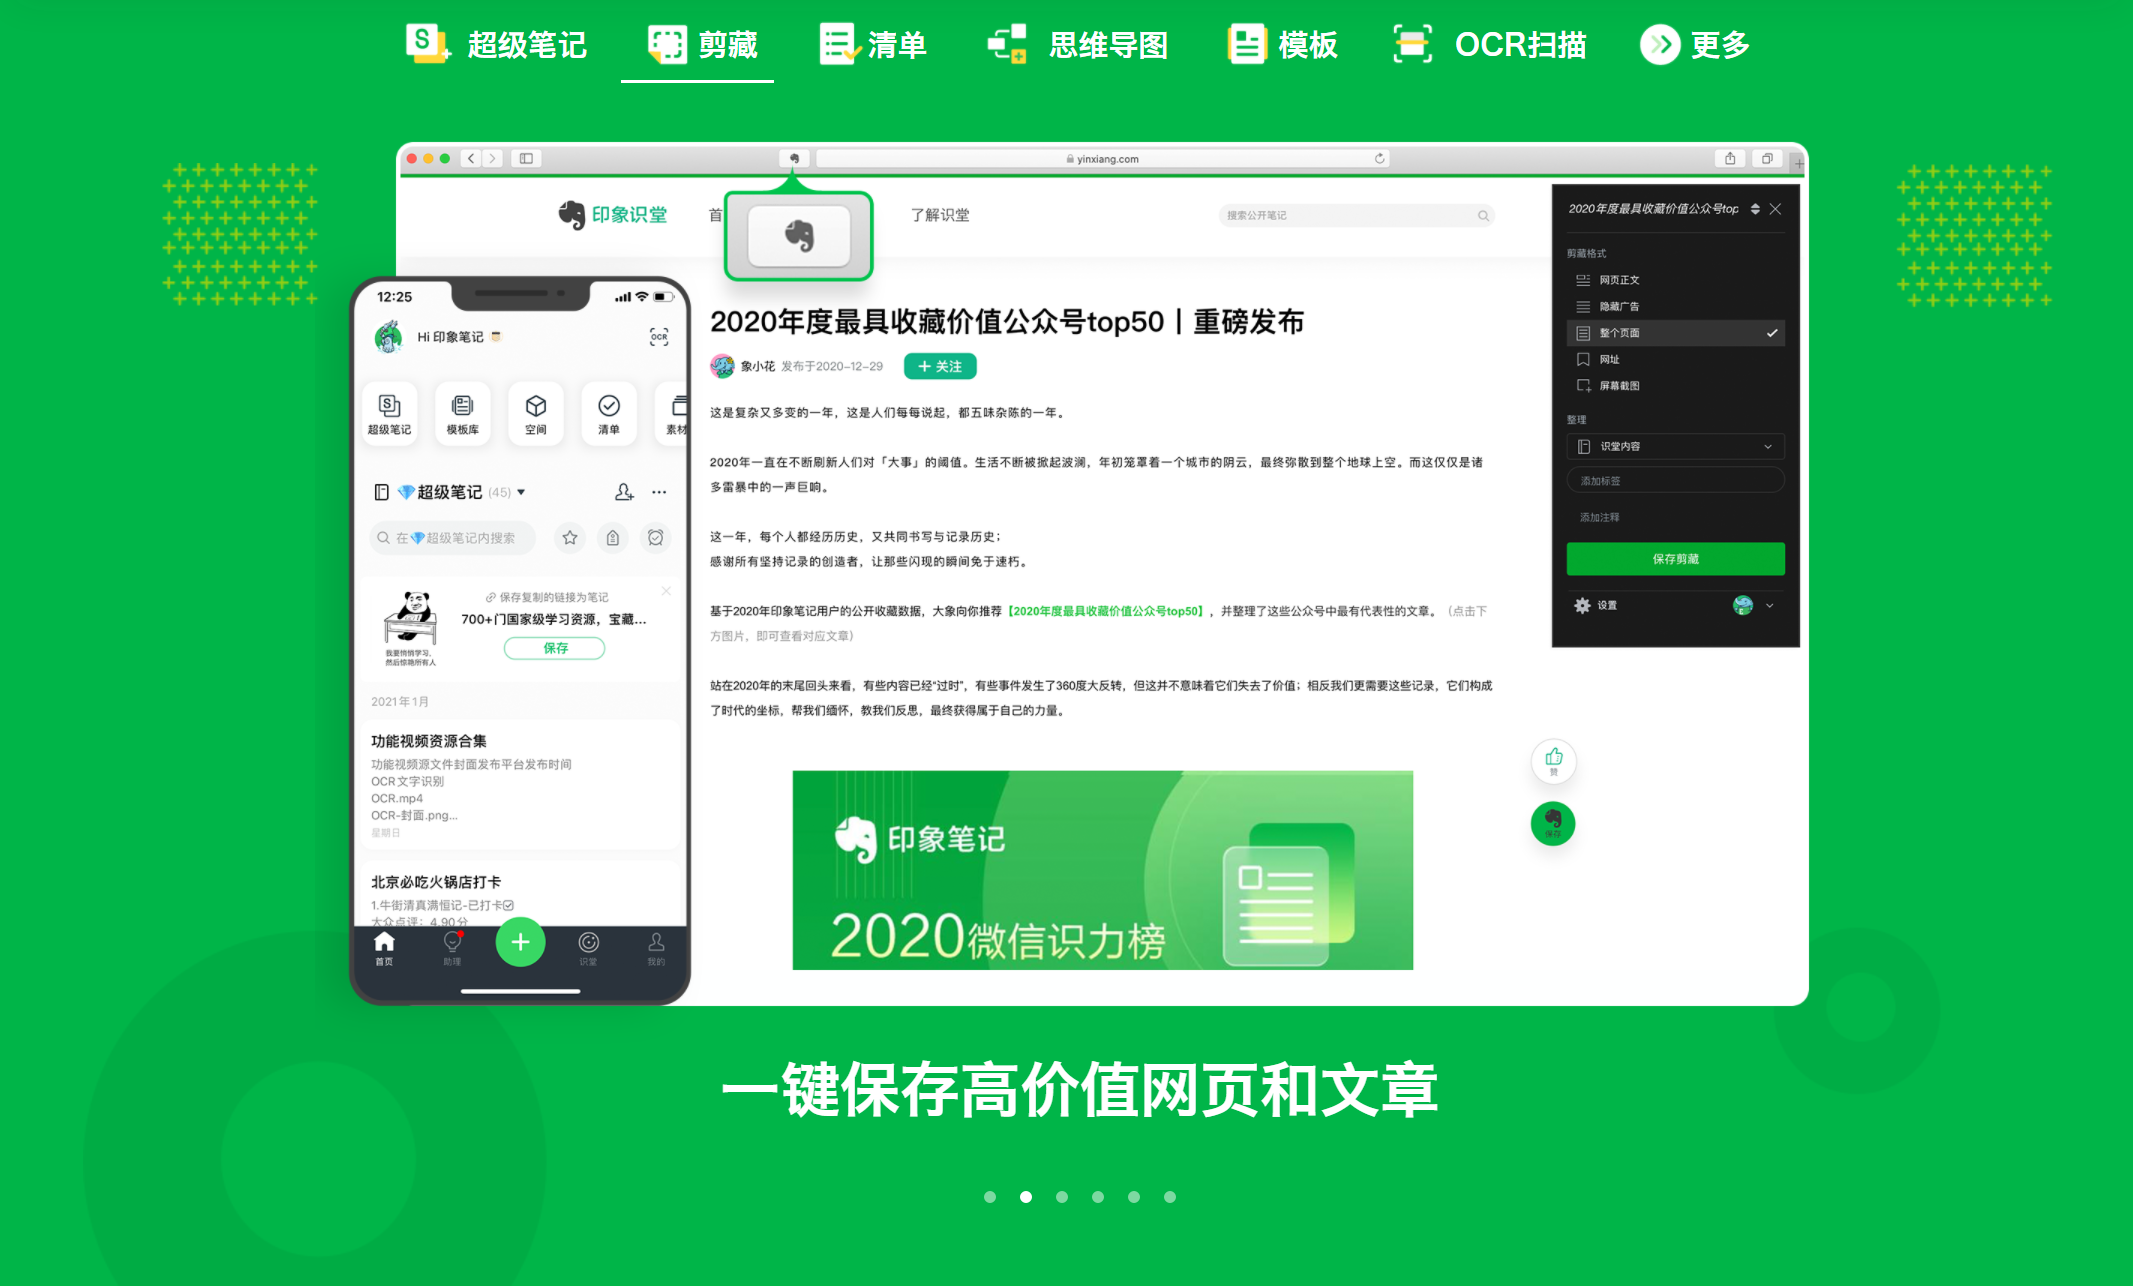 超级笔记
剪藏
清单
思维导图
模板
OCR扫描
更多
yinxiang.com
印象识堂
首
了解识堂
搜索公开笔记
2020年度最具收藏价值公众号top50丨重磅发布
象小花 发布于2020-12-29
关注
这是复杂又多变的一年，这是人们每每说起，都五味杂陈的一年。
2020年一直在不断刷新人们对「大事」的阈值。生活不断被掀起波澜，年初笼罩着一个城市的阴云，最终弥散到整个地球上空。而这仅仅是诸
多雷暴中的一声巨响。
这一年，每个人都经历历史，又共同书写与记录历史；
感谢所有坚持记录的创造者，让那些闪现的瞬间免于速朽。
基于2020年印象笔记用户的公开收藏数据，大象向你推荐【2020年度最具收藏价值公众号top50】，并整理了这些公众号中最有代表性的文章。（点击下
方图片，即可查看对应文章）
站在2020年的末尾回头来看，有些内容已经“过时”，有些事件发生了360度大反转，但这并不意味着它们失去了价值；相反我们更需要这些记录，它们构成
了时代的坐标，帮我们缅怀，教我们反思，最终获得属于自己的力量。
印象笔记
2020微信识力榜
赞
保存
2020年度最具收藏价值公众号top
剪藏格式
网页正文
隐藏广告
整个页面
网址
屏幕截图
整理
识堂内容
添加标签
添加注释
保存剪藏
设置
12:25
Hi 印象笔记
OCR
超级笔记
模板库
空间
清单
素材
超级笔记 (45)
在💎超级笔记内搜索
保存复制的链接为笔记
700+门国家级学习资源，宝藏...
保存
我要悄悄学习，
然后惊艳所有人
2021年1月
功能视频资源合集
功能视频源文件封面发布平台发布时间
OCR文字识别
OCR.mp4
OCR-封面.png...
星期日
北京必吃火锅店打卡
1.牛街清真满恒记-已打卡☑
大众点评：4.90分
首页
助理
识堂
我的
一键保存高价值网页和文章